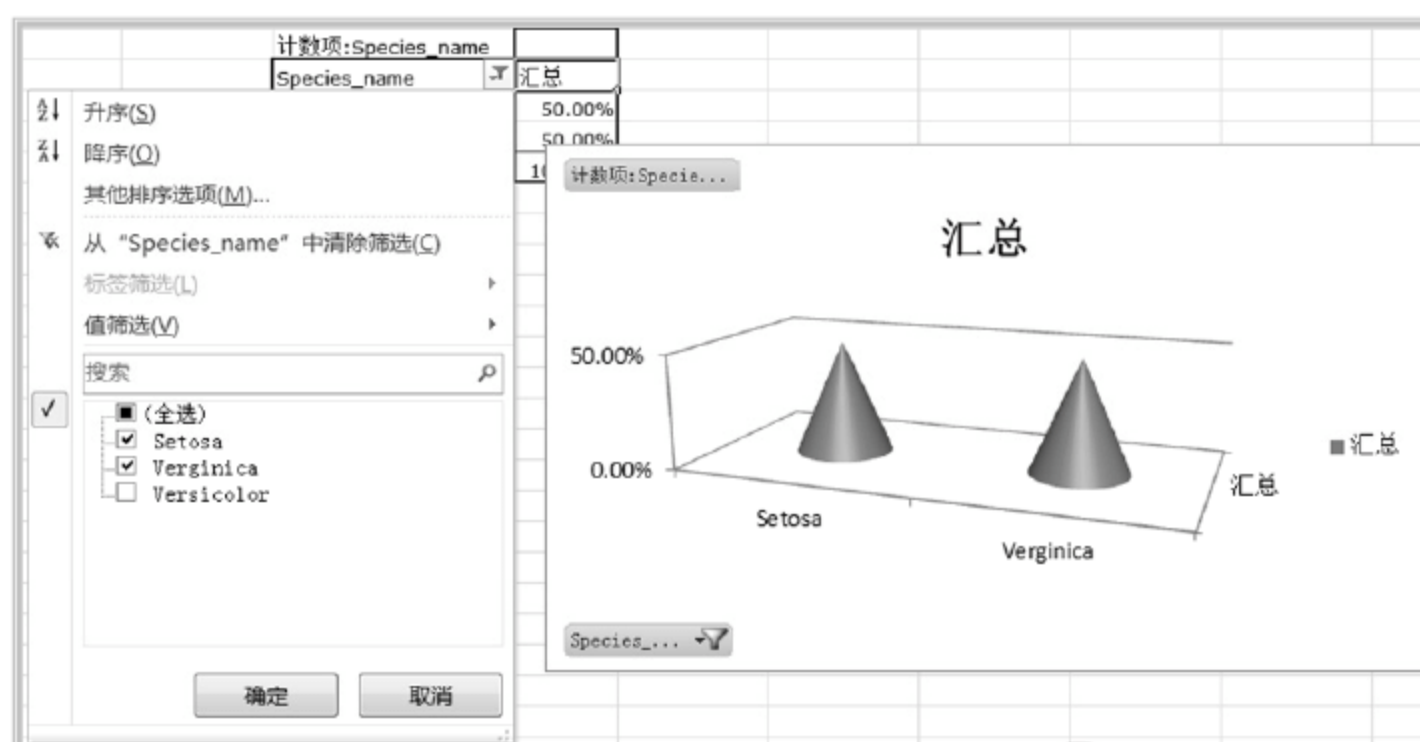 计数项:Species_name
Species_name 汇总
50.00%
50.00%
升序(S)
降序(O)
其他排序选项(M)...
从 “Species_name” 中清除筛选(C)
标签筛选(L)
值筛选(V)
搜索
(全选)
Setosa
Verginica
Versicolor
确定 取消
计数项:Specie...
汇总
50.00%
0.00%
Setosa
Verginica
汇总
汇总
Species_...